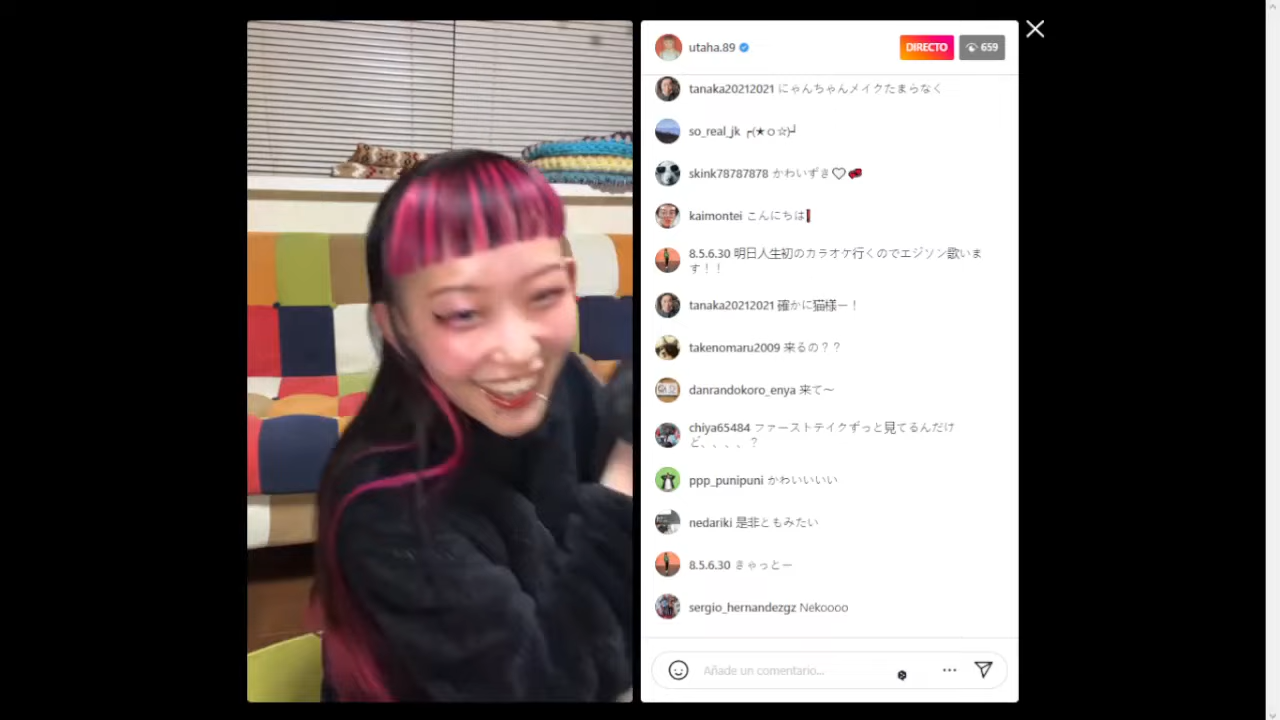 utaha.89
DIRECTO
659
tanaka20212021 にゃんちゃんメイクたまらなく
so_real_jk ┏(★o☆)┛
skink78787878 かわいずき♡
kaimontei こんにちは
8.5.6.30 明日人生初のカラオケ行くのでエジソン歌いま
す！！
tanaka20212021 確かに猫様ー！
takenomaru2009 来るの？？
danrandokoro_enya 来て〜
chiya65484 ファーストテイクずっと見てるんだけ
ど、、、、？
ppp_punipuni かわいいいい
nedariki 是非ともみたい
8.5.6.30 きゃっとー
sergio_hernandezgz Nekoooo
Añade un comentario...